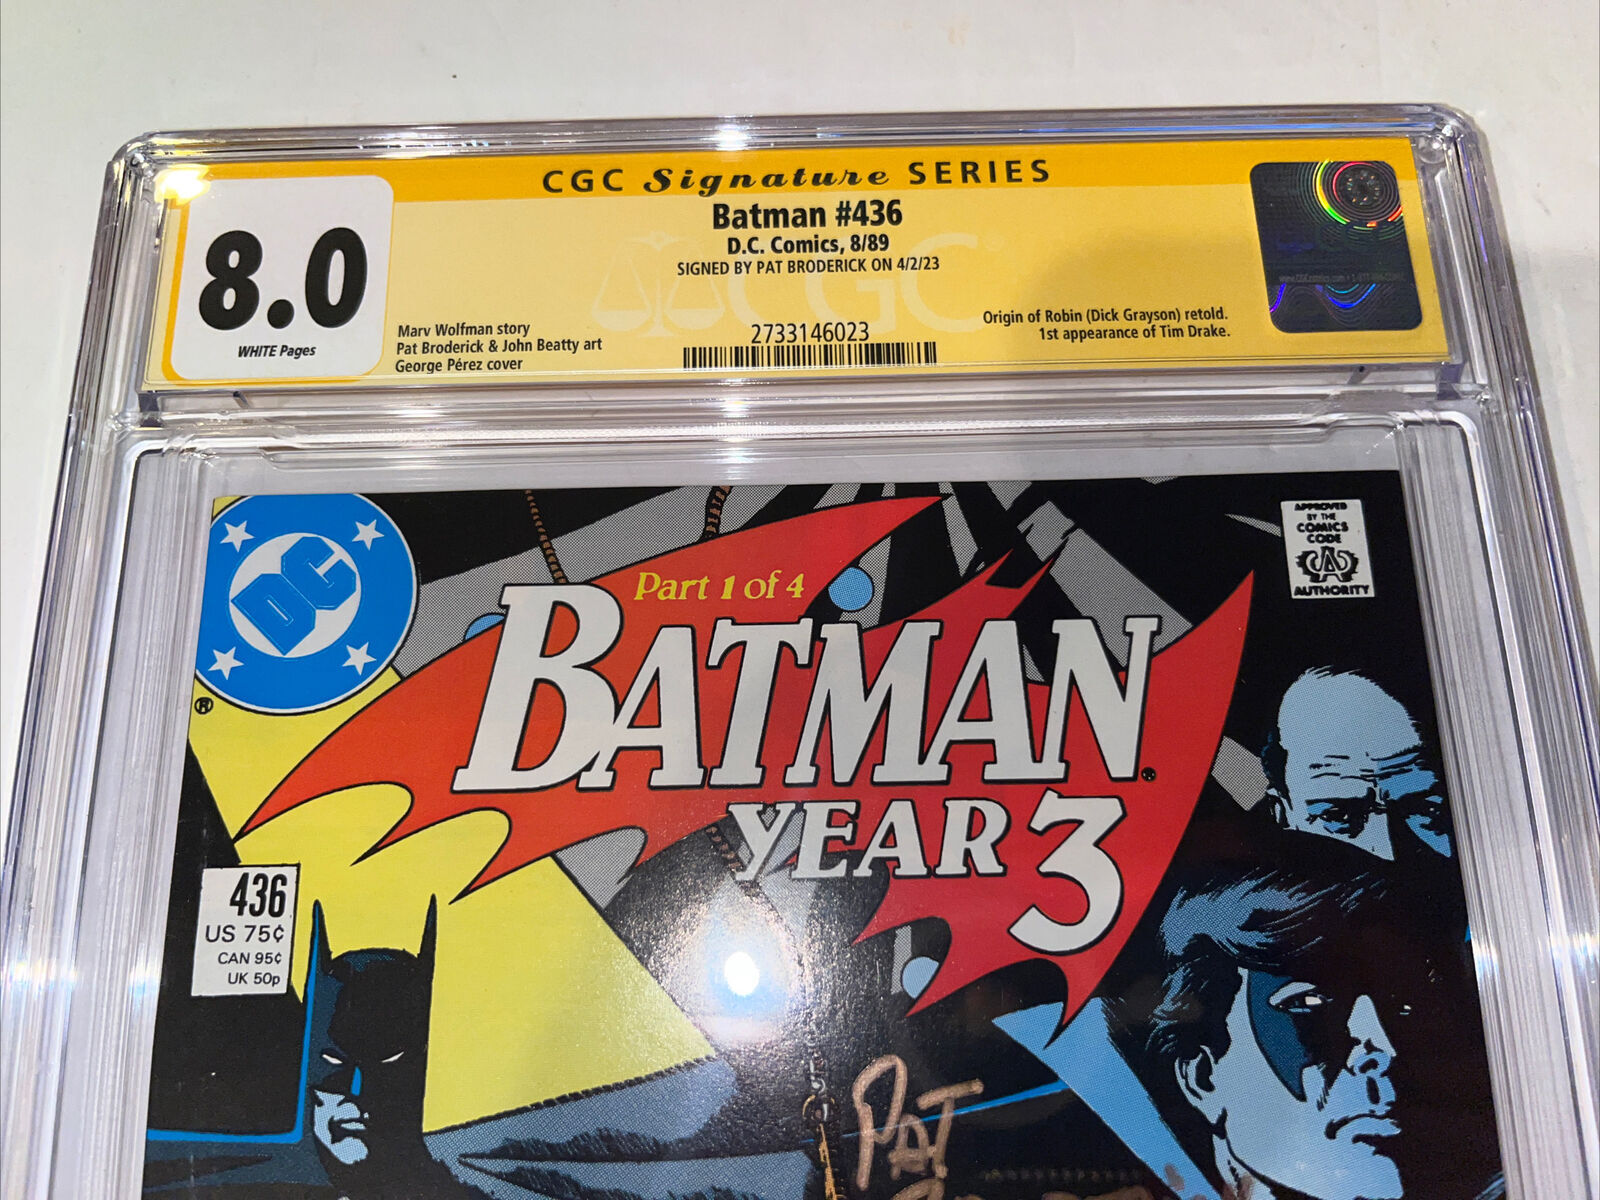 CGC Signature SERIES
Batman #436
D.C. Comics, 8/89
SIGNED BY PAT BRODERICK ON 4/2/23
8.0
WHITE Pages
Marv Wolfman story
Pat Broderick & John Beatty art
George Pérez cover
2733146023
Origin of Robin (Dick Grayson) retold.
1st appearance of Tim Drake.
CGC
DC
®
APPROVED
BY THE
COMICS
CODE
CA
AUTHORITY
Part 1 of 4
BATMAN
YEAR 3
436
US 75¢
CAN 95¢
UK 50p
PAT